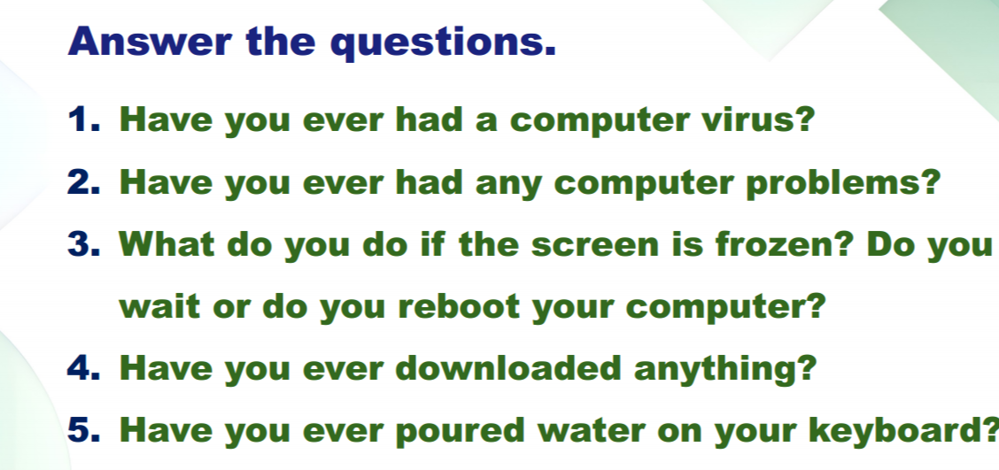 Answer the questions.
1. Have you ever had a computer virus?
2. Have you ever had any computer problems?
3. What do you do if the screen is frozen? Do you
wait or do you reboot your computer?
4. Have you ever downloaded anything?
5. Have you ever poured water on your keyboard?